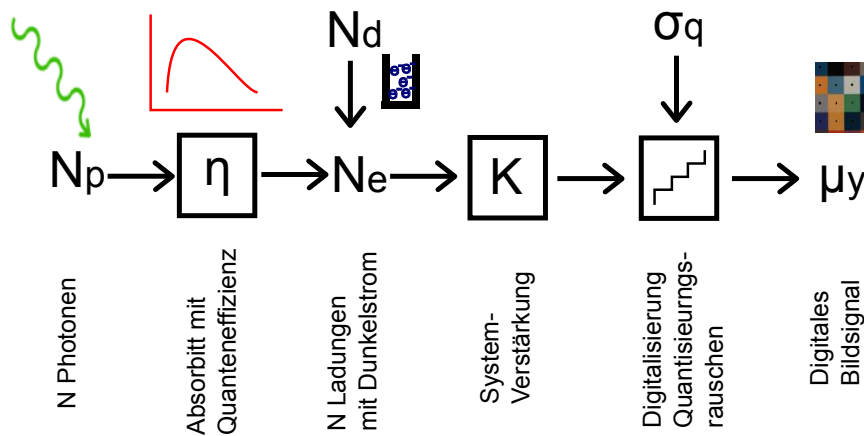 Nd
σq
e- e-
e-
e- e-
Np
η
Ne
K
μy
N Photonen
Absorbitt mit
Quanteneffizienz
N Ladungen
mit Dunkelstrom
System-
Verstärkung
Digitalisierung
Quantisieurngs-
rauschen
Digitales
Bildsignal